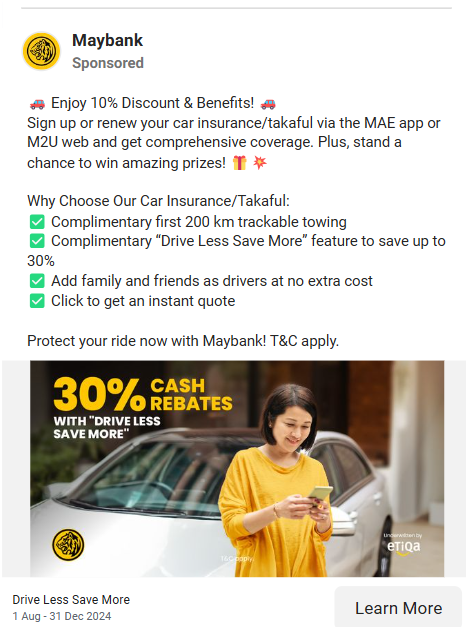 Maybank
Sponsored
🚗 Enjoy 10% Discount & Benefits! 🚗
Sign up or renew your car insurance/takaful via the MAE app or
M2U web and get comprehensive coverage. Plus, stand a
chance to win amazing prizes! 🎁 💥
Why Choose Our Car Insurance/Takaful:
✅ Complimentary first 200 km trackable towing
✅ Complimentary “Drive Less Save More” feature to save up to
30%
✅ Add family and friends as drivers at no extra cost
✅ Click to get an instant quote
Protect your ride now with Maybank! T&C apply.
30% CASH
REBATES
WITH "DRIVE LESS
SAVE MORE"
Underwritten by
etiqa
T&C apply.
Drive Less Save More
1 Aug - 31 Dec 2024
Learn More